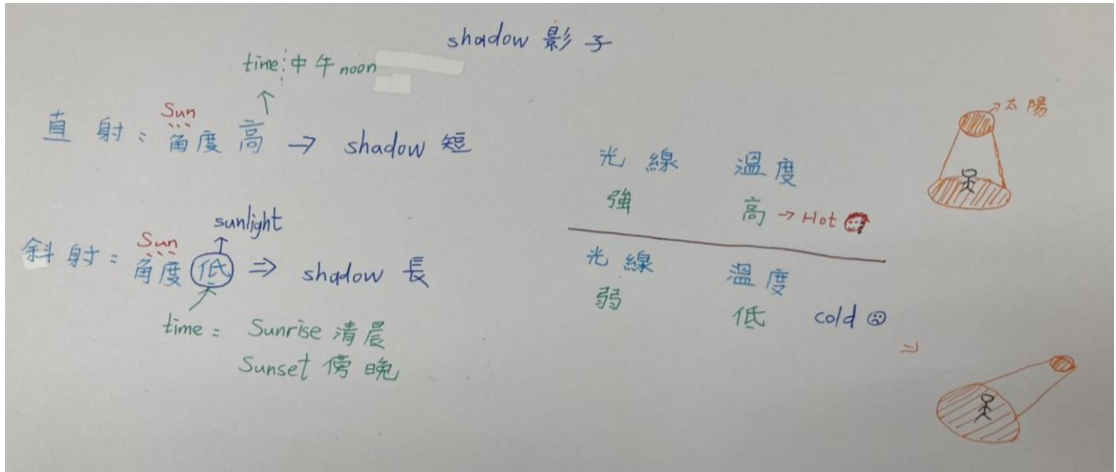 shadow 影子
time:中午 noon
Sun
直射:角度高 → shadow 短
sunlight
Sun
斜射:角度低 ⇒ shadow 長
time: Sunrise 清晨
Sunset 傍晚
光線 溫度
強 高 → Hot
光線 溫度
弱 低 cold
太陽